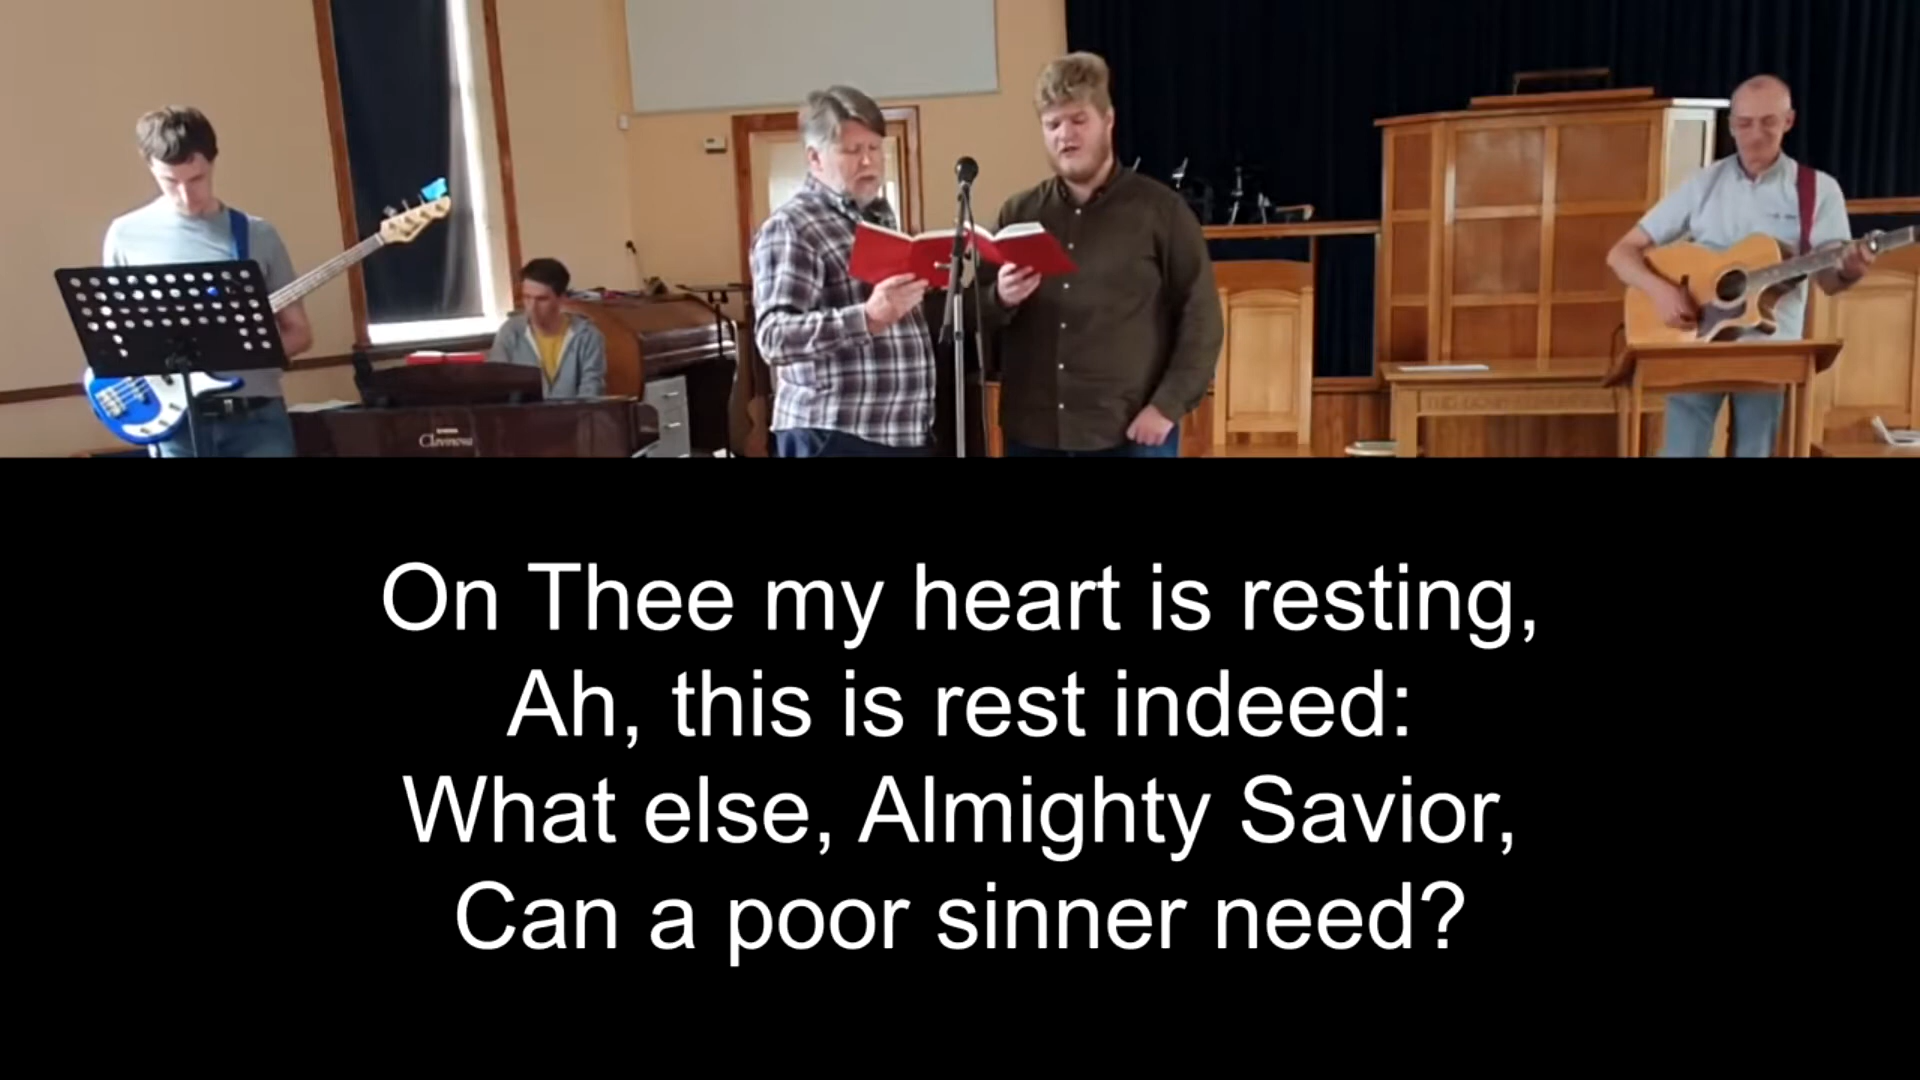 Clavinova
On Thee my heart is resting,
Ah, this is rest indeed:
What else, Almighty Savior,
Can a poor sinner need?